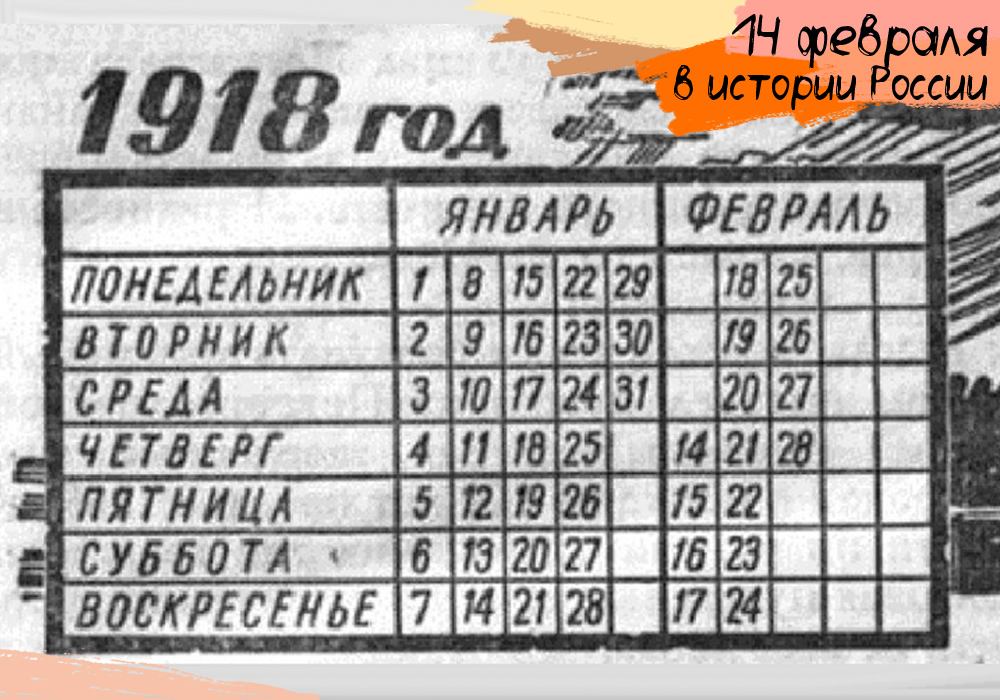 14 февраля
в истории России
1918 год
ЯНВАРЬ ФЕВРАЛЬ
ПОНЕДЕЛЬНИК 1 8 15 22 29 18 25
ВТОРНИК 2 9 16 23 30 19 26
СРЕДА 3 10 17 24 31 20 27
ЧЕТВЕРГ 4 11 18 25 14 21 28
ПЯТНИЦА 5 12 19 26 15 22
СУББОТА 6 13 20 27 16 23
ВОСКРЕСЕНЬЕ 7 14 21 28 17 24